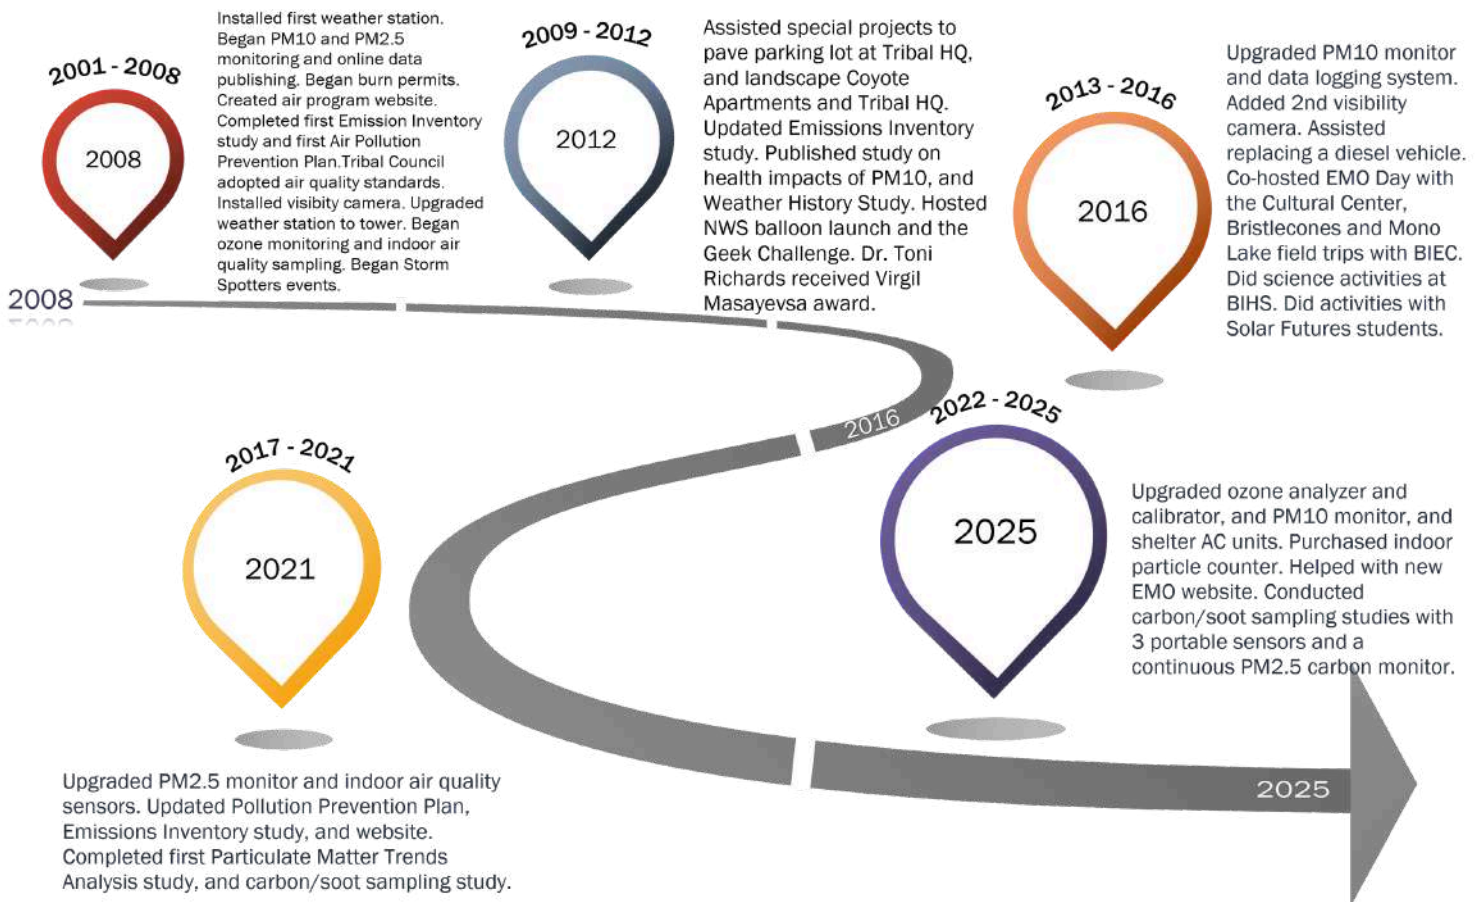 2001 - 2008
2008
Installed first weather station.
Began PM10 and PM2.5
monitoring and online data
publishing. Began burn permits.
Created air program website.
Completed first Emission Inventory
study and first Air Pollution
Prevention Plan.Tribal Council
adopted air quality standards.
Installed visibity camera. Upgraded
weather station to tower. Began
ozone monitoring and indoor air
quality sampling. Began Storm
Spotters events.
2009 - 2012
2012
Assisted special projects to
pave parking lot at Tribal HQ,
and landscape Coyote
Apartments and Tribal HQ.
Updated Emissions Inventory
study. Published study on
health impacts of PM10, and
Weather History Study. Hosted
NWS balloon launch and the
Geek Challenge. Dr. Toni
Richards received Virgil
Masayevsa award.
2013 - 2016
2016
Upgraded PM10 monitor
and data logging system.
Added 2nd visibility
camera. Assisted
replacing a diesel vehicle.
Co-hosted EMO Day with
the Cultural Center,
Bristlecones and Mono
Lake field trips with BIEC.
Did science activities at
BIHS. Did activities with
Solar Futures students.
2008
2016
2017 - 2021
2021
Upgraded PM2.5 monitor and indoor air quality
sensors. Updated Pollution Prevention Plan,
Emissions Inventory study, and website.
Completed first Particulate Matter Trends
Analysis study, and carbon/soot sampling study.
2022 - 2025
2025
Upgraded ozone analyzer and
calibrator, and PM10 monitor, and
shelter AC units. Purchased indoor
particle counter. Helped with new
EMO website. Conducted
carbon/soot sampling studies with
3 portable sensors and a
continuous PM2.5 carbon monitor.
2025